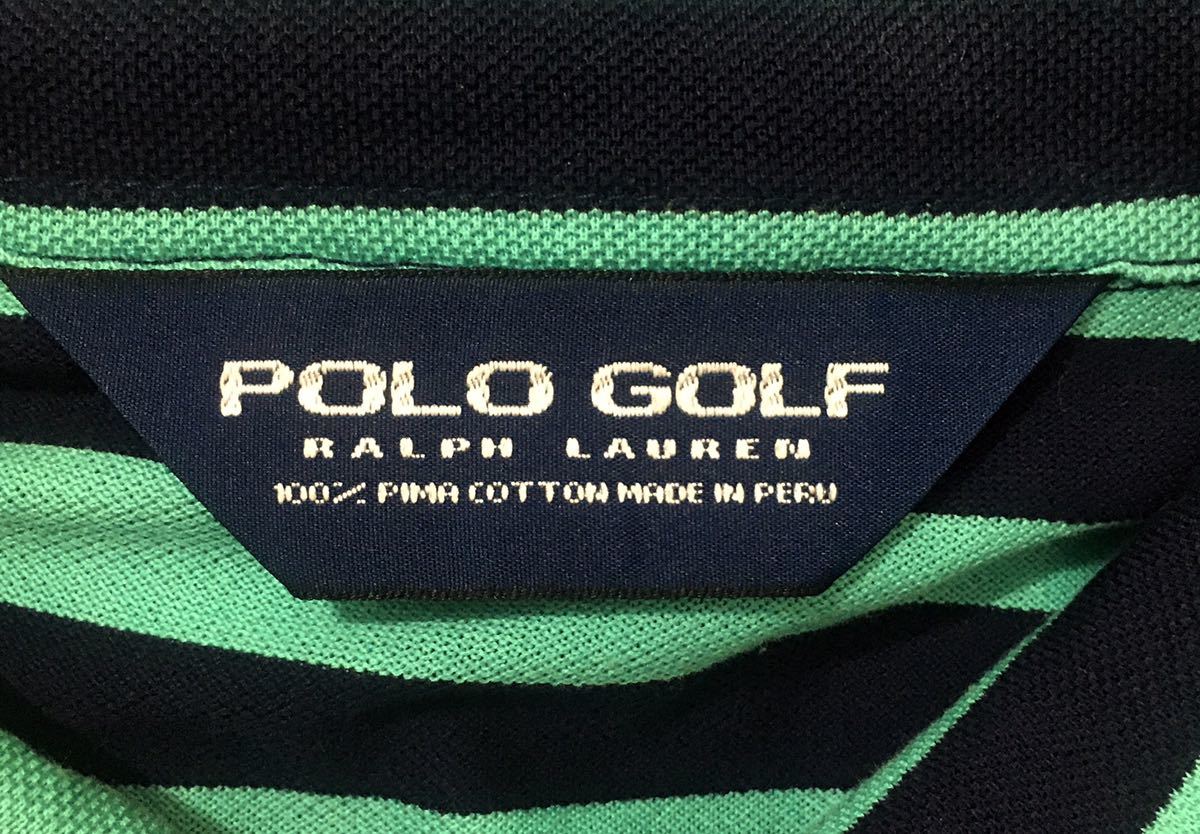 POLO GOLF
RALPH LAUREN
100% PIMA COTTON MADE IN PERU